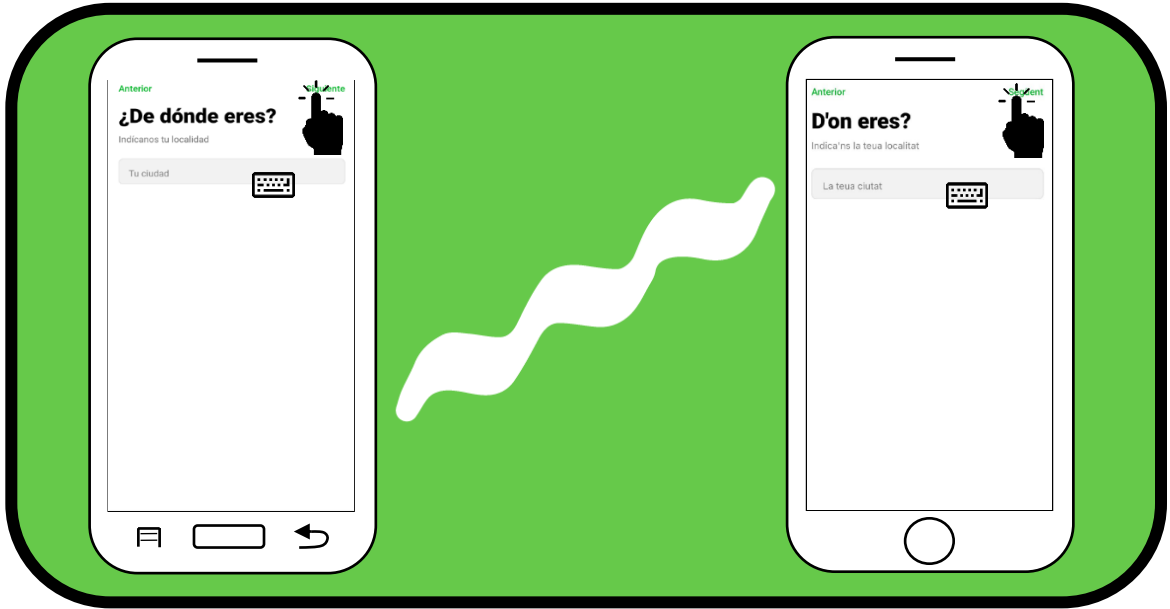 Anterior
¿De dónde eres?
Indícanos tu localidad
Tu ciudad
Anterior
D'on eres?
Indica'ns la teua localitat
La teua ciutat